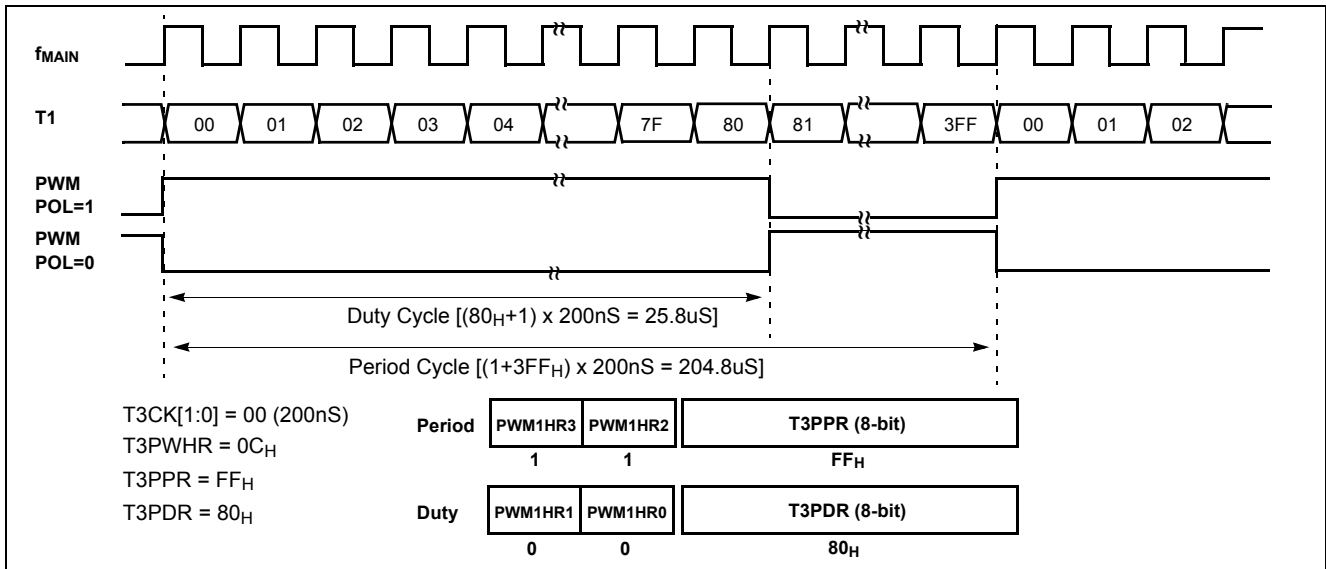 fMAIN
T1
00 01 02 03 04 7F 80 81 3FF 00 01 02
PWM
POL=1
PWM
POL=0
Duty Cycle [(80H+1) x 200nS = 25.8uS]
Period Cycle [(1+3FFH) x 200nS = 204.8uS]
T3CK[1:0] = 00 (200nS)
T3PWHR = 0CH
T3PPR = FFH
T3PDR = 80H
Period PWM1HR3 PWM1HR2 T3PPR (8-bit)
1 1 FFH
Duty PWM1HR1 PWM1HR0 T3PDR (8-bit)
0 0 80H